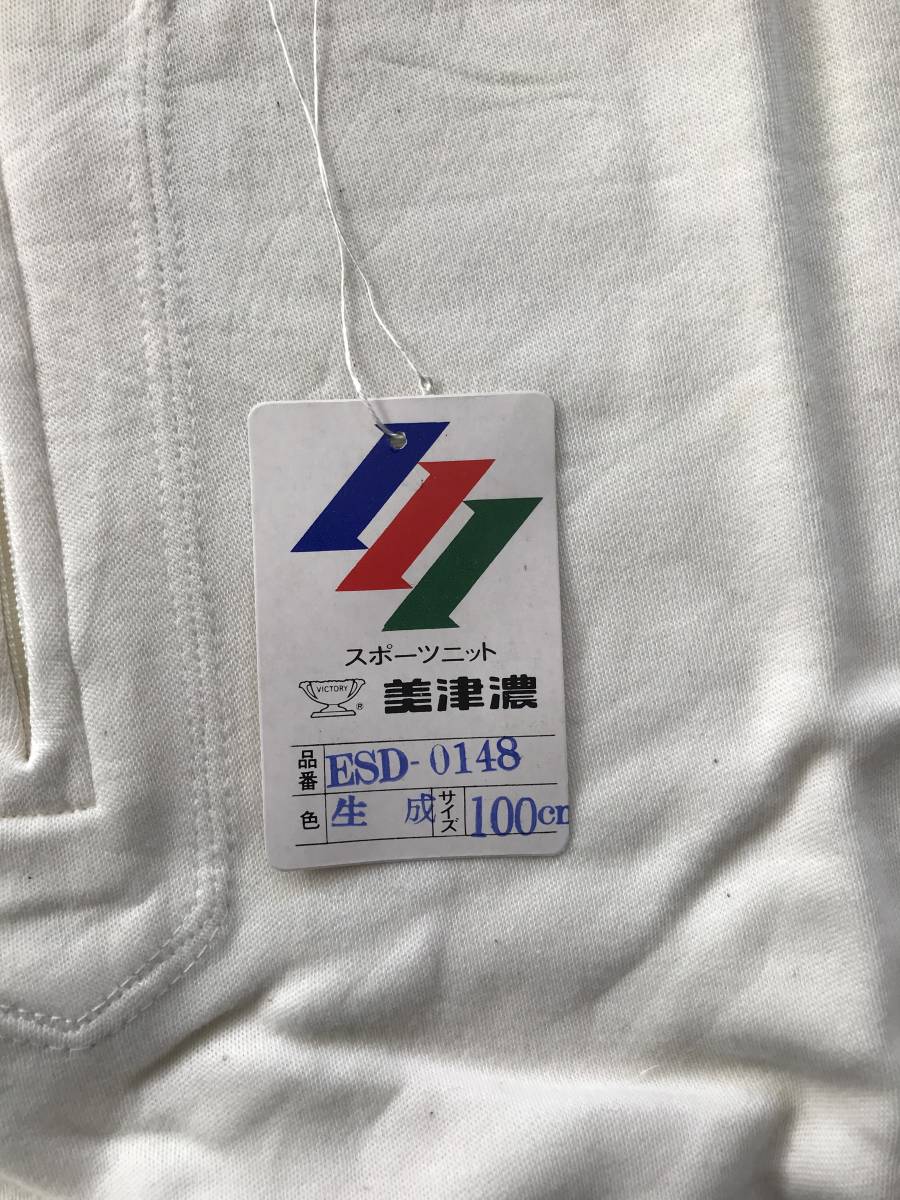 スポーツニット
VICTORY ® 美津濃
品番 ESD-0148
色 生成 サイズ 100cm